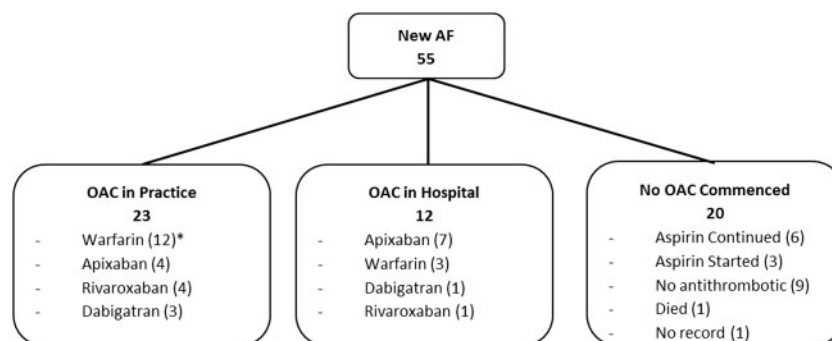 New AF
55
OAC in Practice
23
- Warfarin (12)*
- Apixaban (4)
- Rivaroxaban (4)
- Dabigatran (3)
OAC in Hospital
12
- Apixaban (7)
- Warfarin (3)
- Dabigatran (1)
- Rivaroxaban (1)
No OAC Commenced
20
- Aspirin Continued (6)
- Aspirin Started (3)
- No antithrombotic (9)
- Died (1)
- No record (1)